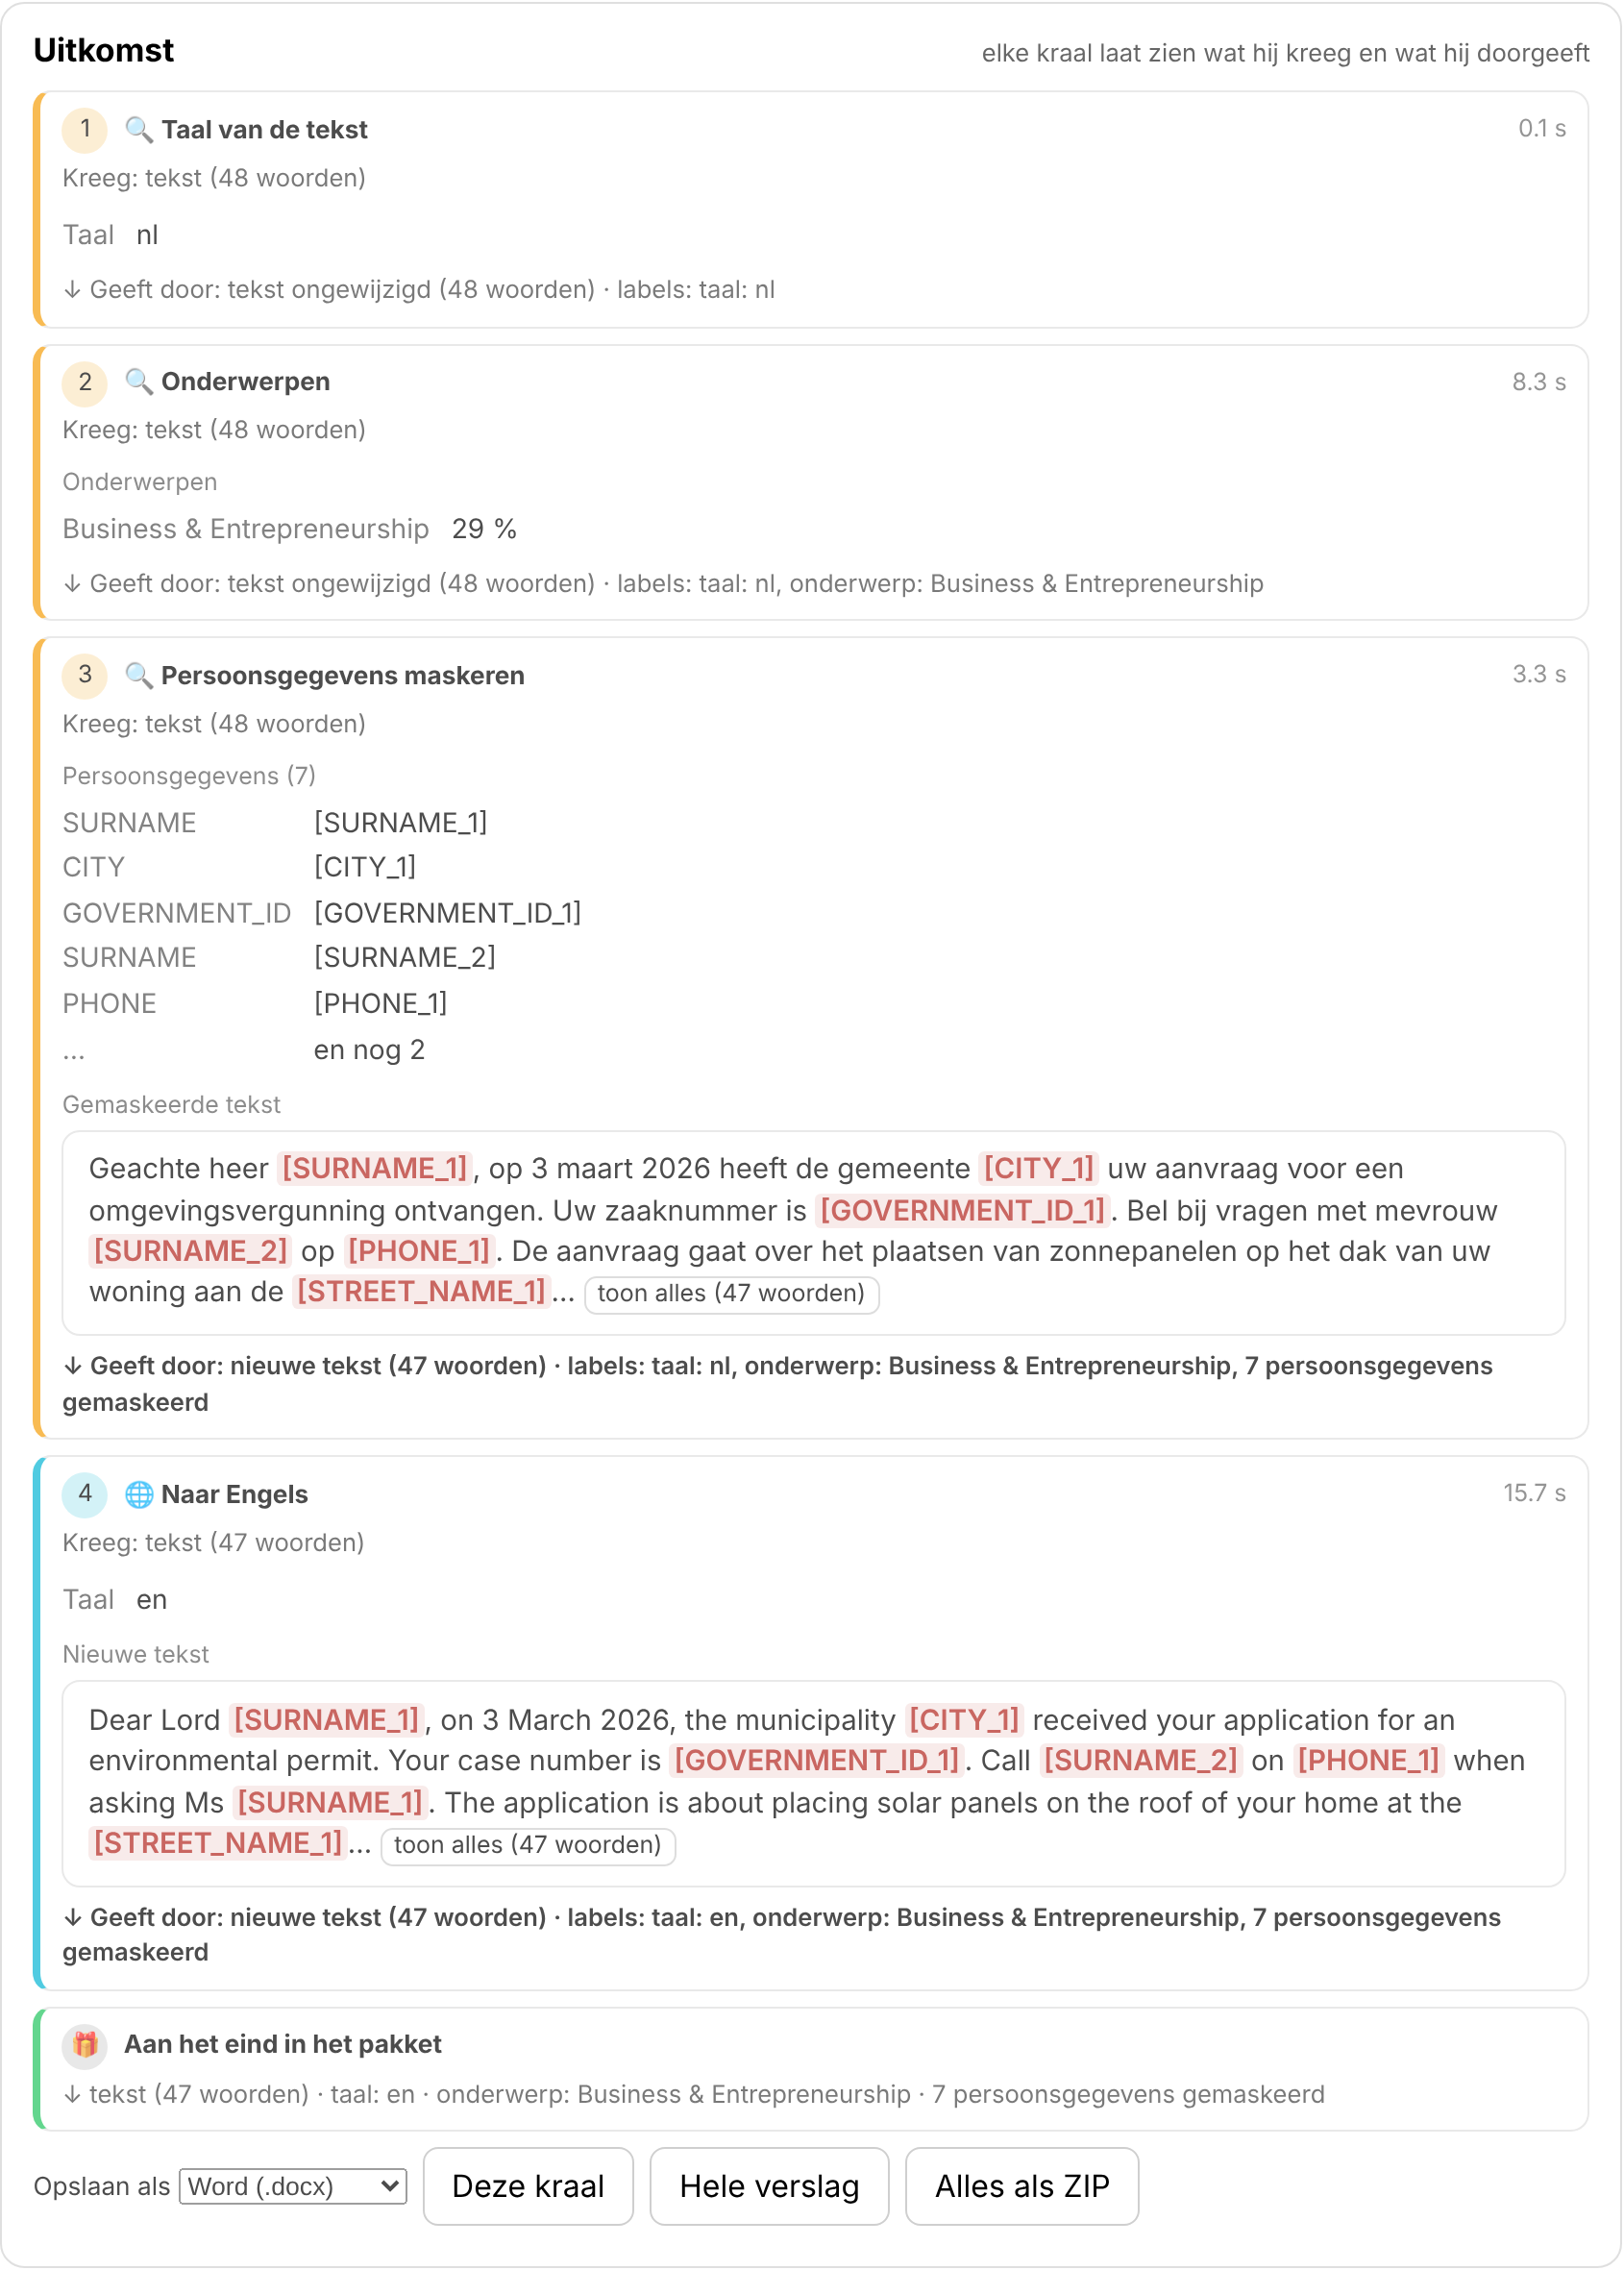 Uitkomst
elke kraal laat zien wat hij kreeg en wat hij doorgeeft
1 🔍 Taal van de tekst 0.1 s
Kreeg: tekst (48 woorden)
Taal nl
↓ Geeft door: tekst ongewijzigd (48 woorden) · labels: taal: nl
2 🔍 Onderwerpen 8.3 s
Kreeg: tekst (48 woorden)
Onderwerpen
Business & Entrepreneurship 29 %
↓ Geeft door: tekst ongewijzigd (48 woorden) · labels: taal: nl, onderwerp: Business & Entrepreneurship
3 🔍 Persoonsgegevens maskeren 3.3 s
Kreeg: tekst (48 woorden)
Persoonsgegevens (7)
SURNAME [SURNAME_1]
CITY [CITY_1]
GOVERNMENT_ID [GOVERNMENT_ID_1]
SURNAME [SURNAME_2]
PHONE [PHONE_1]
... en nog 2
Gemaskeerde tekst
Geachte heer [SURNAME_1], op 3 maart 2026 heeft de gemeente [CITY_1] uw aanvraag voor een
omgevingsvergunning ontvangen. Uw zaaknummer is [GOVERNMENT_ID_1]. Bel bij vragen met mevrouw
[SURNAME_2] op [PHONE_1]. De aanvraag gaat over het plaatsen van zonnepanelen op het dak van uw
woning aan de [STREET_NAME_1]... toon alles (47 woorden)
↓ Geeft door: nieuwe tekst (47 woorden) · labels: taal: nl, onderwerp: Business & Entrepreneurship, 7 persoonsgegevens
gemaskeerd
4 🌐 Naar Engels 15.7 s
Kreeg: tekst (47 woorden)
Taal en
Nieuwe tekst
Dear Lord [SURNAME_1], on 3 March 2026, the municipality [CITY_1] received your application for an
environmental permit. Your case number is [GOVERNMENT_ID_1]. Call [SURNAME_2] on [PHONE_1] when
asking Ms [SURNAME_1]. The application is about placing solar panels on the roof of your home at the
[STREET_NAME_1]... toon alles (47 woorden)
↓ Geeft door: nieuwe tekst (47 woorden) · labels: taal: en, onderwerp: Business & Entrepreneurship, 7 persoonsgegevens
gemaskeerd
🎁 Aan het eind in het pakket
↓ tekst (47 woorden) · taal: en · onderwerp: Business & Entrepreneurship · 7 persoonsgegevens gemaskeerd
Opslaan als Word (.docx) Deze kraal Hele verslag Alles als ZIP